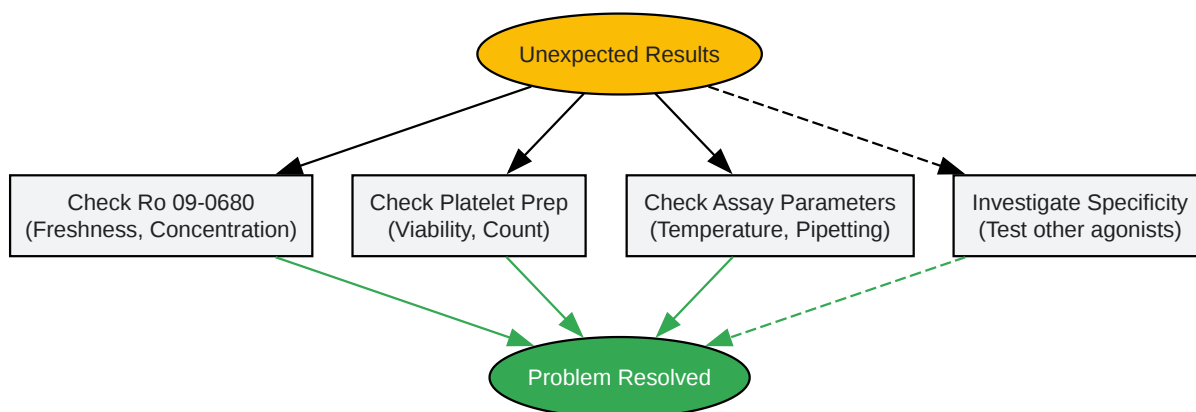 Unexpected Results
Check Ro 09-0680
(Freshness, Concentration)
Check Platelet Prep
(Viability, Count)
Check Assay Parameters
(Temperature, Pipetting)
Investigate Specificity
(Test other agonists)
Problem Resolved